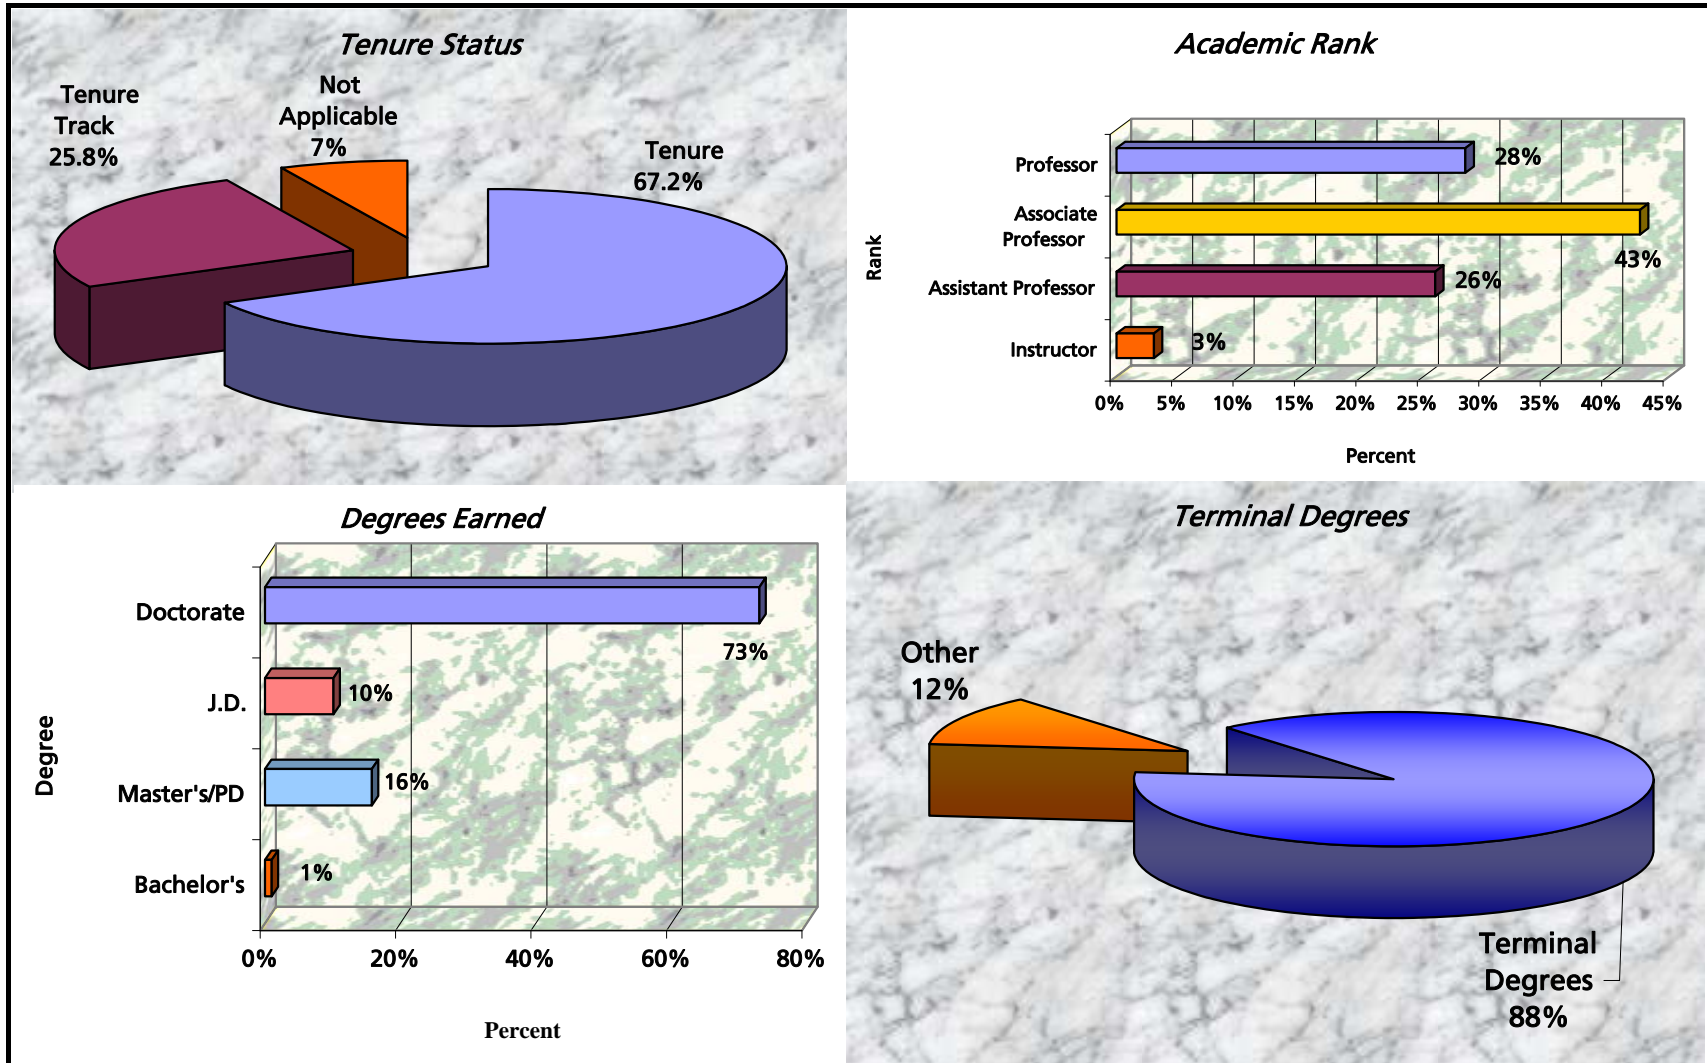 Tenure Status
Tenure
Track
25.8%
Not
Applicable
7%
Tenure
67.2%
Academic Rank
Rank
Professor
28%
Associate
Professor
43%
Assistant Professor
26%
Instructor
3%
0% 5% 10% 15% 20% 25% 30% 35% 40% 45%
Percent
Degrees Earned
Degree
Doctorate
73%
J.D.
10%
Master's/PD
16%
Bachelor's
1%
0% 20% 40% 60% 80%
Percent
Terminal Degrees
Other
12%
Terminal
Degrees
88%